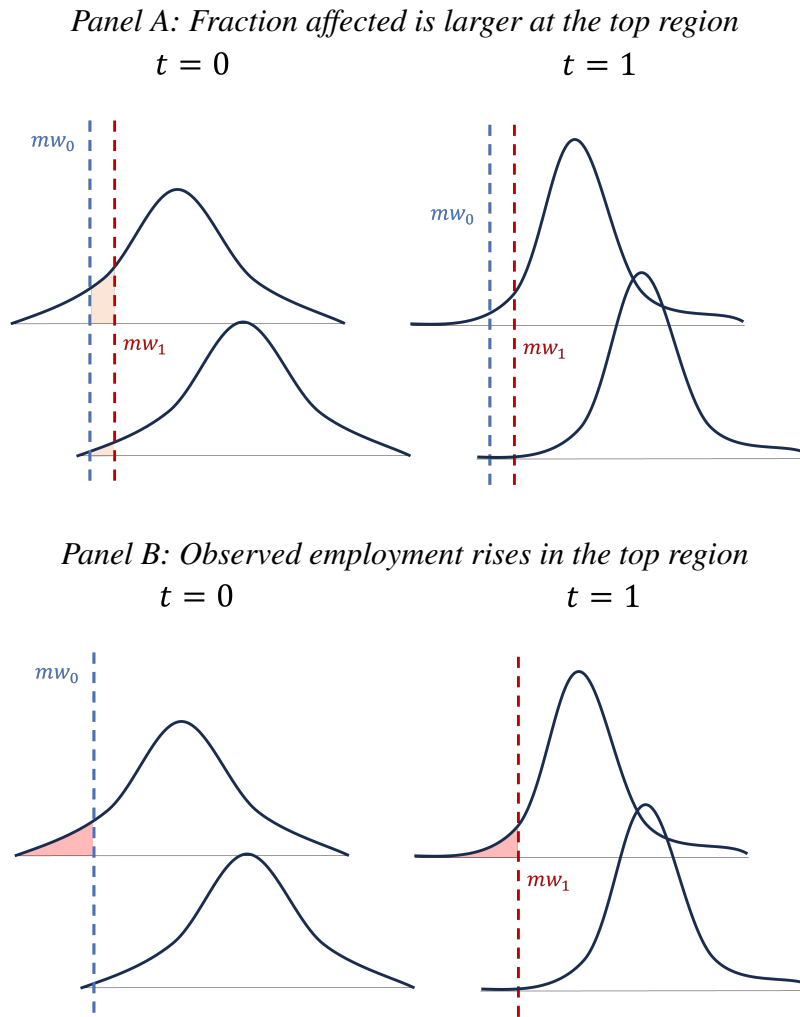 Panel A: Fraction affected is larger at the top region
t = 0
t = 1
mw₀
mw₀
mw₁
mw₁
Panel B: Observed employment rises in the top region
t = 0
t = 1
mw₀
mw₁